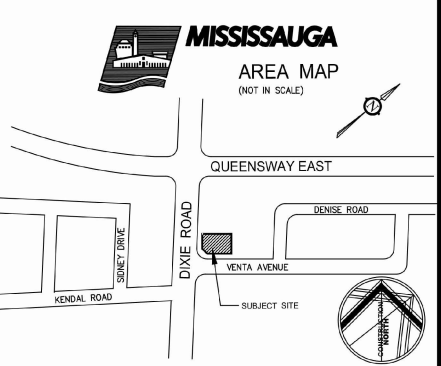 MISSISSAUGA
AREA MAP
(NOT IN SCALE)
N
QUEENSWAY EAST
DENISE ROAD
DIXIE ROAD
SIDNEY DRIVE
VENTA AVENUE
KENDAL ROAD
SUBJECT SITE
CONSTRUCTION
NORTH